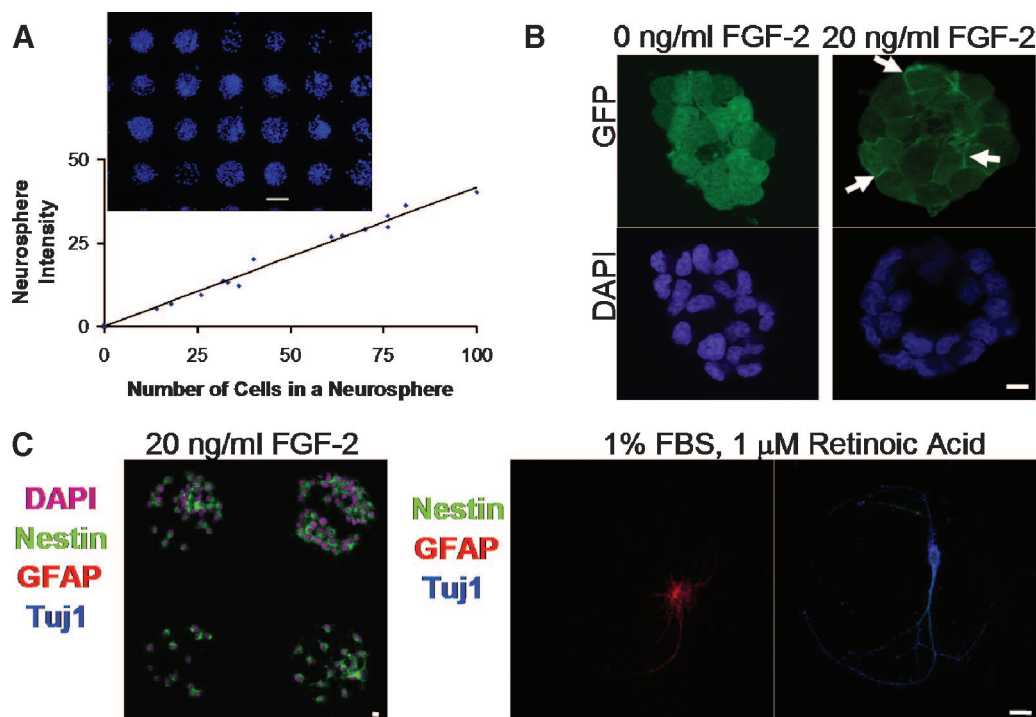 A
50
25
0
Neurosphere
Intensity
0 25 50 75 100
Number of Cells in a Neurosphere
B
0 ng/ml FGF-2 20 ng/ml FGF-2
GFP
DAPI
C
20 ng/ml FGF-2
DAPI
Nestin
GFAP
Tuj1
1% FBS, 1 μM Retinoic Acid
Nestin
GFAP
Tuj1